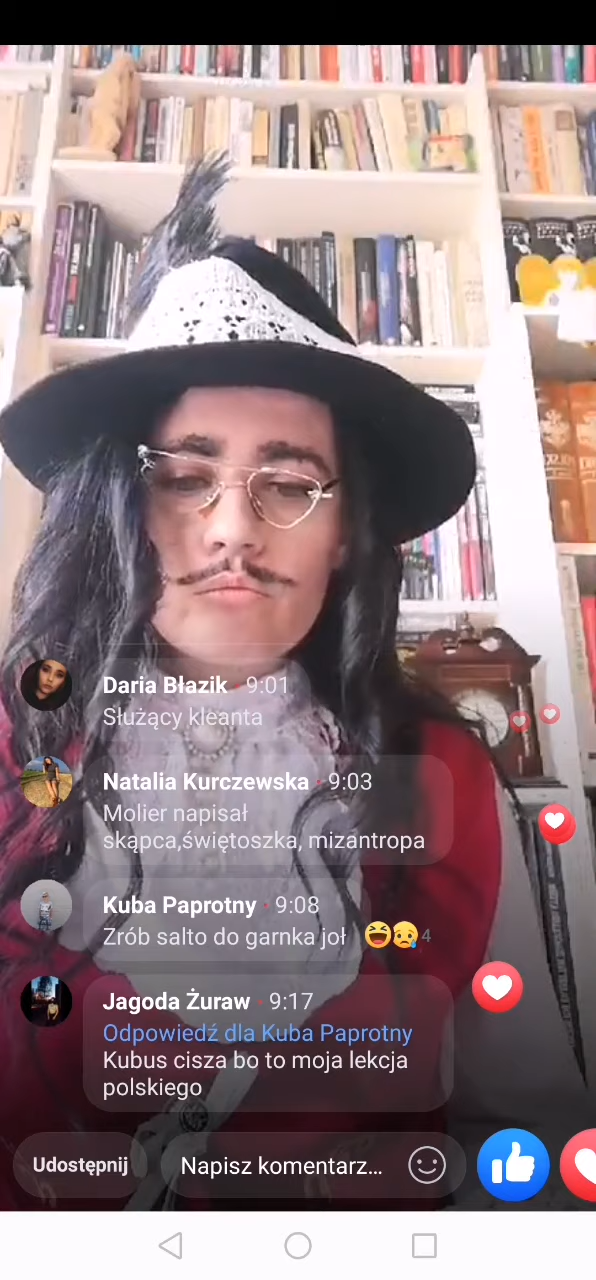 Daria Błazik · 9:01
Służący kleanta
Natalia Kurczewska · 9:03
Molier napisał
skąpca,świętoszka, mizantropa
Kuba Paprotny · 9:08
Zrób salto do garnka joł 😆😥4
Jagoda Żuraw · 9:17
Odpowiedź dla Kuba Paprotny
Kubus cisza bo to moja lekcja
polskiego
Udostępnij
Napisz komentarz...